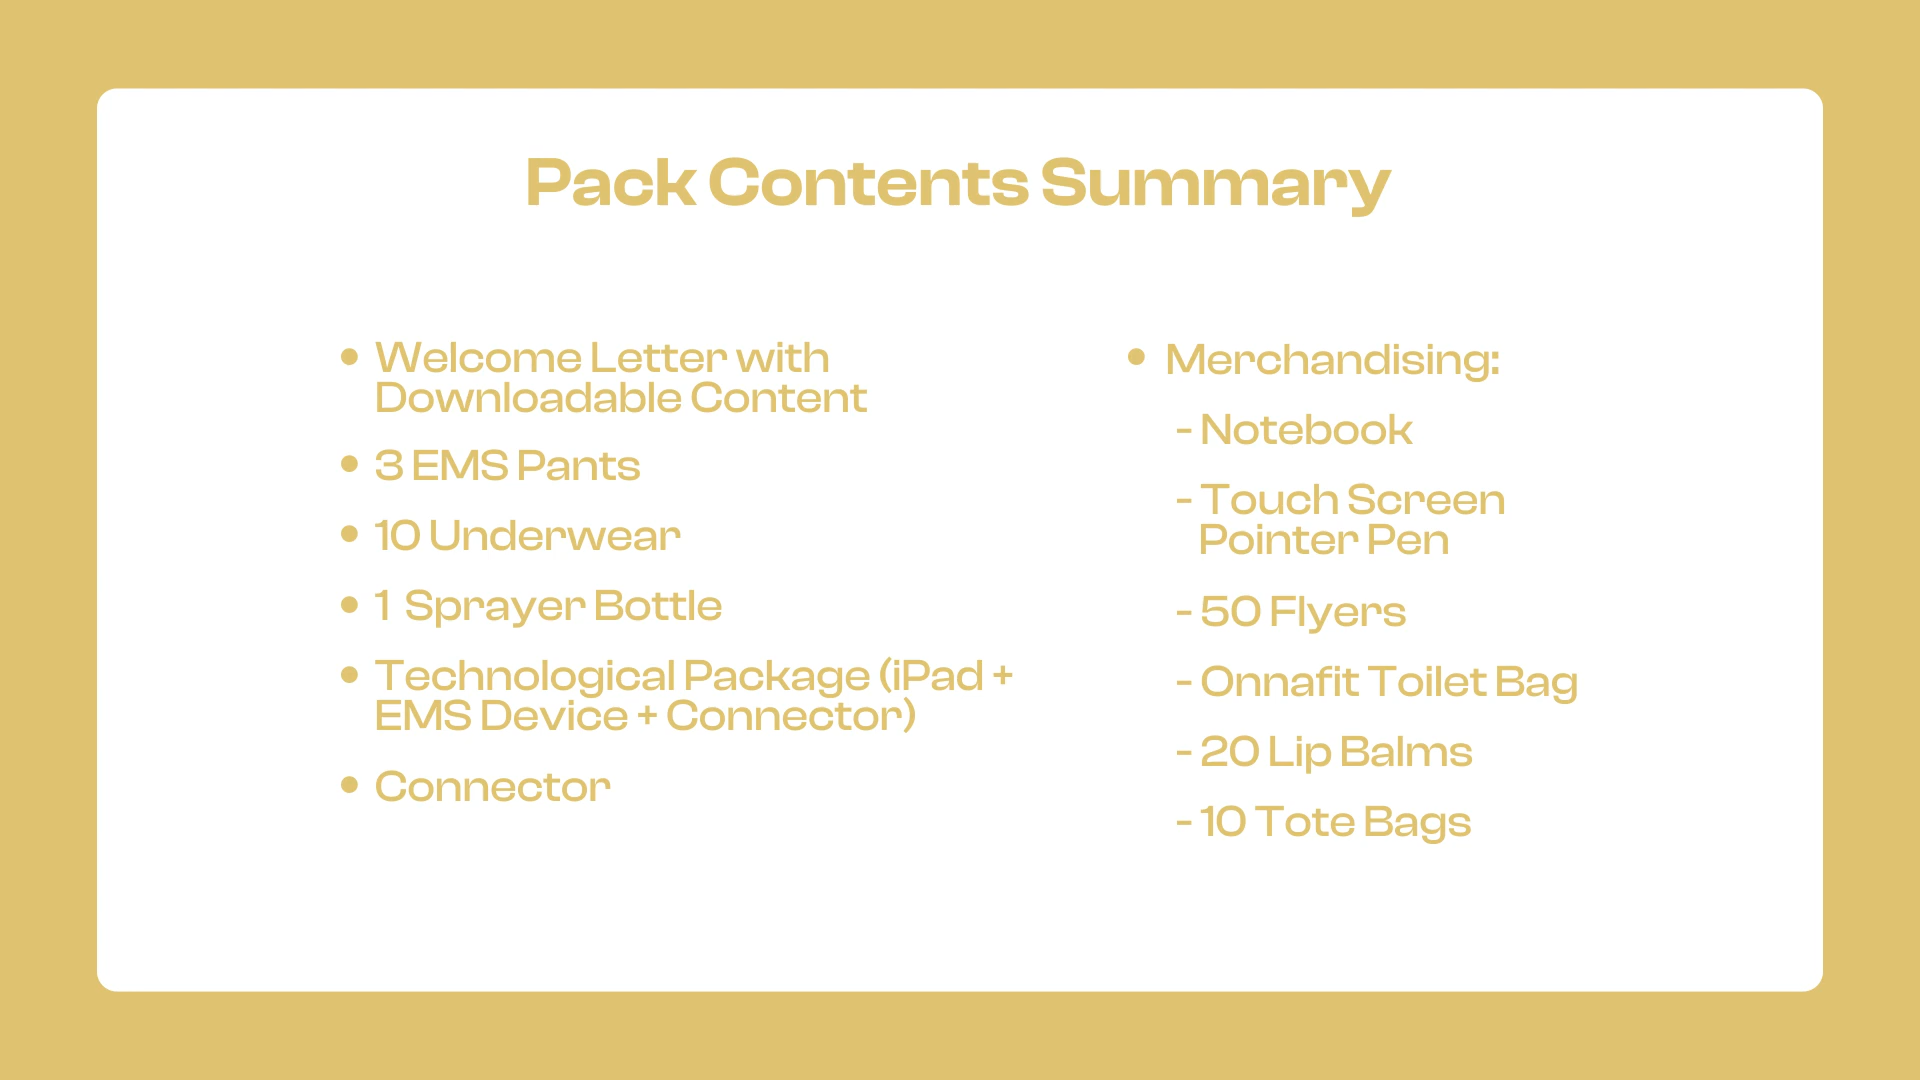 Pack Contents Summary
• Welcome Letter with
Downloadable Content
• 3 EMS Pants
• 10 Underwear
• 1 Sprayer Bottle
• Technological Package (iPad +
EMS Device + Connector)
• Connector
• Merchandising:
- Notebook
- Touch Screen
Pointer Pen
- 50 Flyers
- Onnafit Toilet Bag
- 20 Lip Balms
- 10 Tote Bags